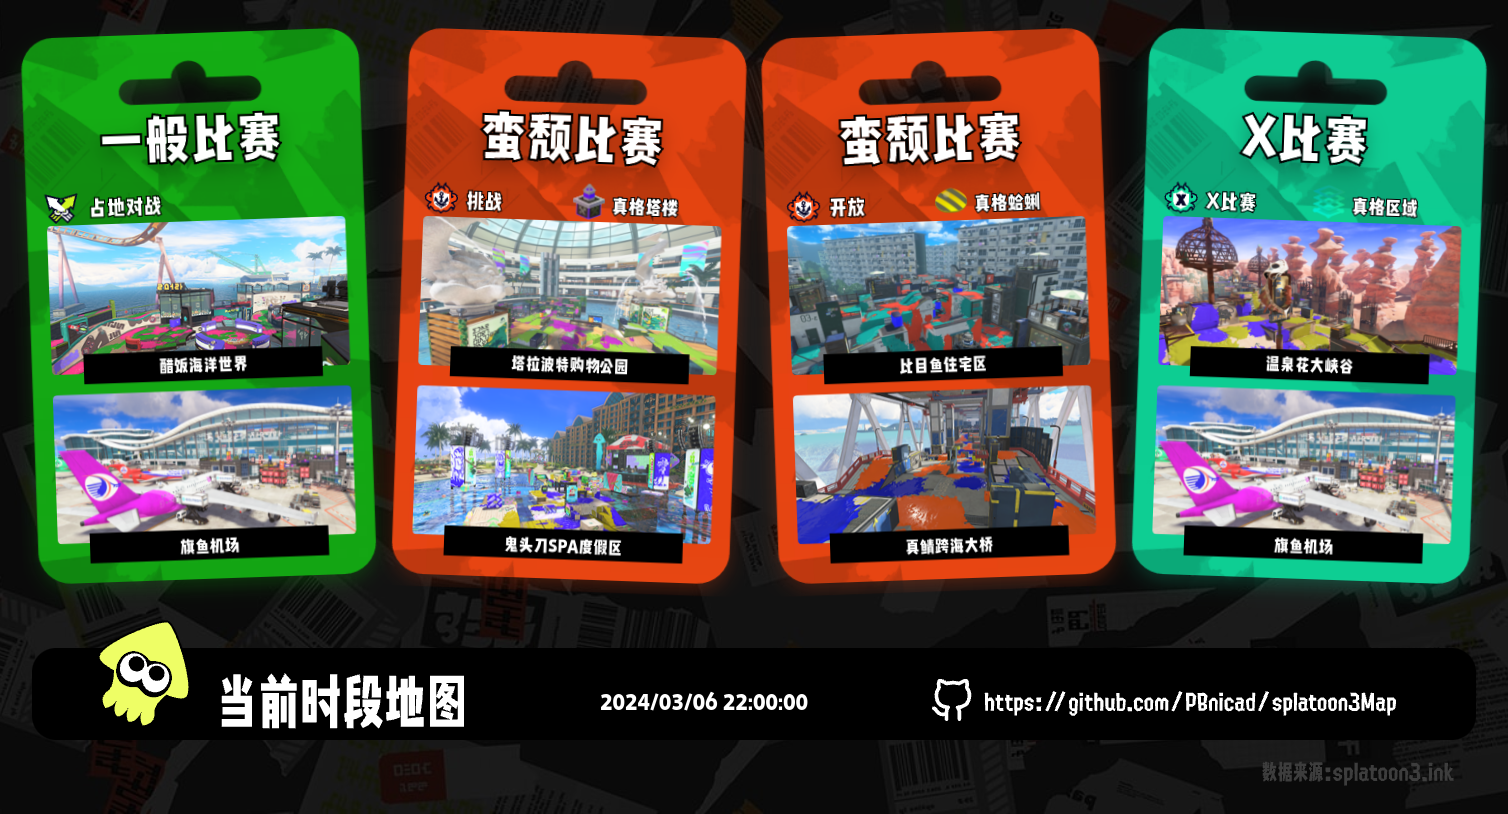 一般比赛
占地对战
醋饭海洋世界
旗鱼机场
蛮颓比赛
挑战
真格塔楼
塔拉波特购物公园
鬼头刀SPA度假区
蛮颓比赛
开放
真格蛤蜊
比目鱼住宅区
真鲭跨海大桥
X比赛
X比赛
真格区域
温泉花大峡谷
旗鱼机场
当前时段地图
2024/03/06 22:00:00
https://github.com/PBnicad/splatoon3Map
数据来源:splatoon3.ink